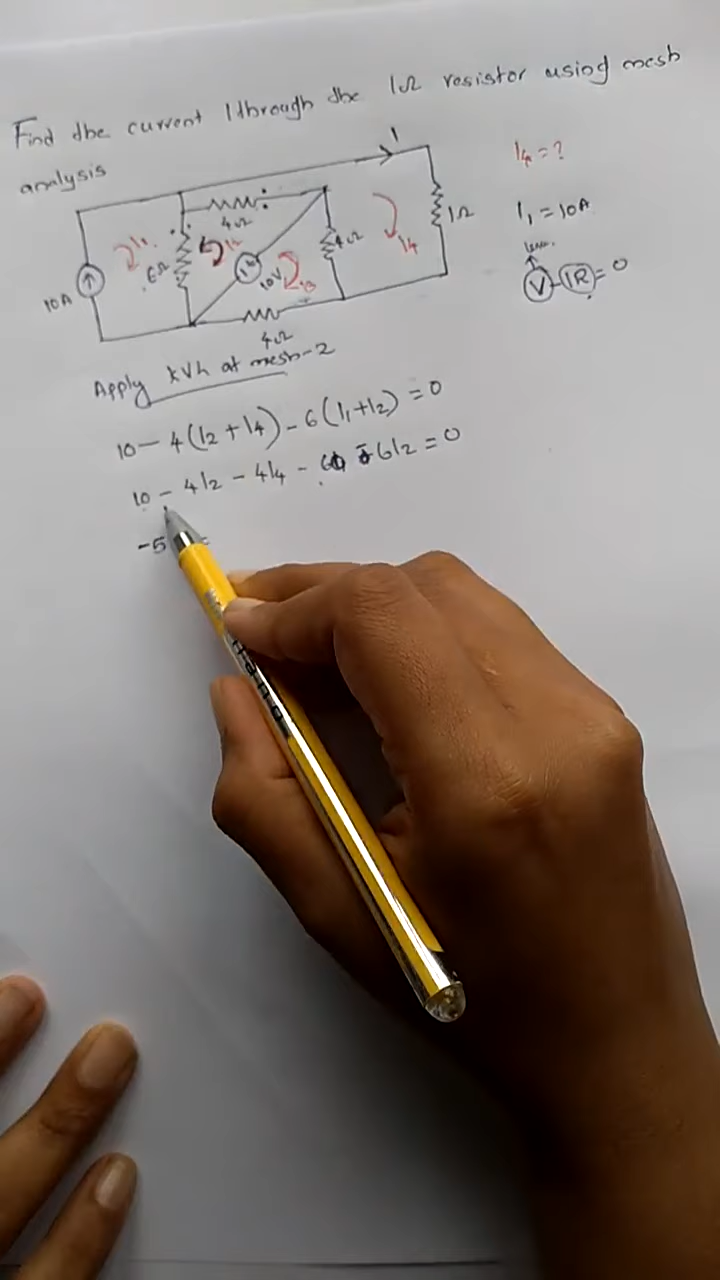 Find the current I through the 1Ω resistor using mesh
analysis
I
I4 = ?
4Ω
1Ω
I1 = 10A
I1
I2
6Ω
4Ω
I4
10V
I3
10A
V - IR = 0
4Ω
Apply KVL at mesh-2
10 - 4(I2 + I4) - 6(I1 + I2) = 0
10 - 4I2 - 4I4 - 60 - 6I2 = 0
-5